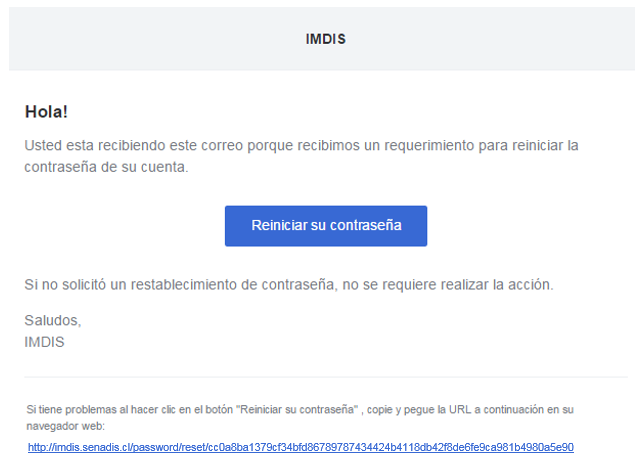 IMDIS
Hola!
Usted esta recibiendo este correo porque recibimos un requerimiento para reiniciar la
contraseña de su cuenta.
Reiniciar su contraseña
Si no solicitó un restablecimiento de contraseña, no se requiere realizar la acción.
Saludos,
IMDIS
Si tiene problemas al hacer clic en el botón "Reiniciar su contraseña" , copie y pegue la URL a continuación en su
navegador web:
http://imdis.senadis.cl/password/reset/cc0a8ba1379cf34bfd86789787434424b4118db42f8de6fe9ca981b4980a5e90